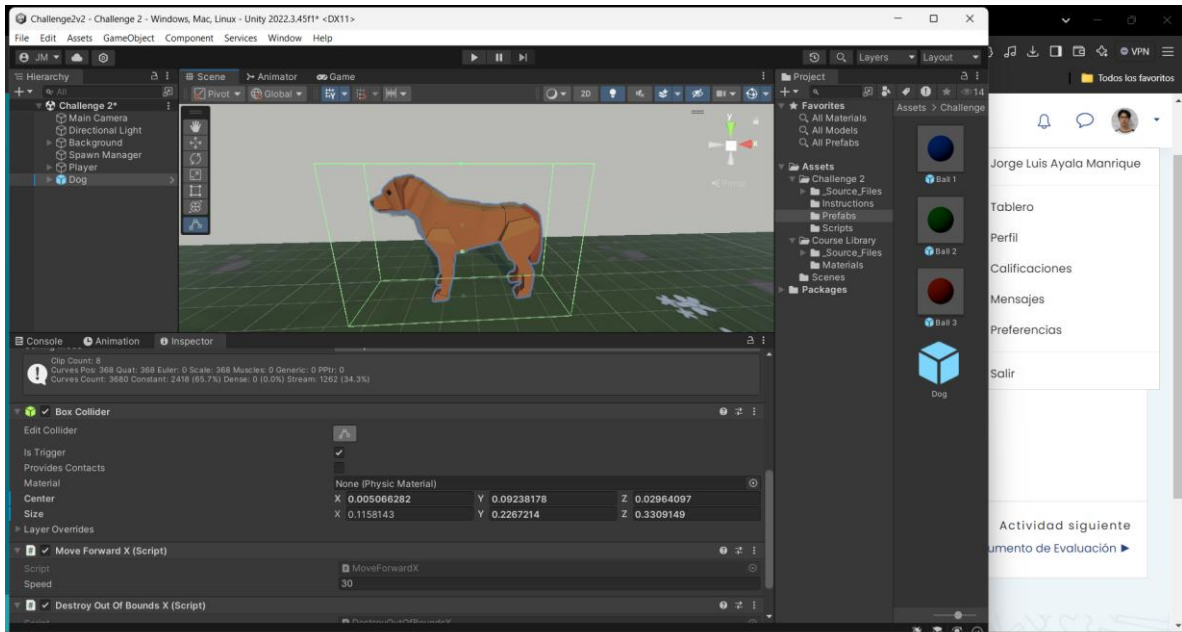 Challenge2v2 - Challenge 2 - Windows, Mac, Linux - Unity 2022.3.45f1* <DX11>
File Edit Assets GameObject Component Services Window Help
JM
Layers
Layout
Hierarchy
All
Challenge 2*
Main Camera
Directional Light
Background
Spawn Manager
Player
Dog
Scene
Animator
Game
Pivot
Global
2D
y
Persp
Project
14
Favorites
All Materials
All Models
All Prefabs
Assets
Challenge 2
_Source_Files
Instructions
Prefabs
Scripts
Course Library
_Source_Files
Materials
Scenes
Packages
Assets > Challenge
Ball 1
Ball 2
Ball 3
Dog
Console
Animation
Inspector
Clip Count: 8
Curves Pos: 368 Quat: 368 Euler: 0 Scale: 368 Muscles: 0 Generic: 0 PPtr: 0
Curves Count: 3680 Constant: 2418 (65.7%) Dense: 0 (0.0%) Stream: 1262 (34.3%)
Box Collider
Edit Collider
Is Trigger
Provides Contacts
Material None (Physic Material)
Center X 0.005066282 Y 0.09238178 Z 0.02964097
Size X 0.1158143 Y 0.2267214 Z 0.3309149
Layer Overrides
Move Forward X (Script)
Script MoveForwardX
Speed 30
Destroy Out Of Bounds X (Script)
VPN
Todos los favoritos
Jorge Luis Ayala Manrique
Tablero
Perfil
Calificaciones
Mensajes
Preferencias
Salir
Actividad siguiente
umento de Evaluación ►